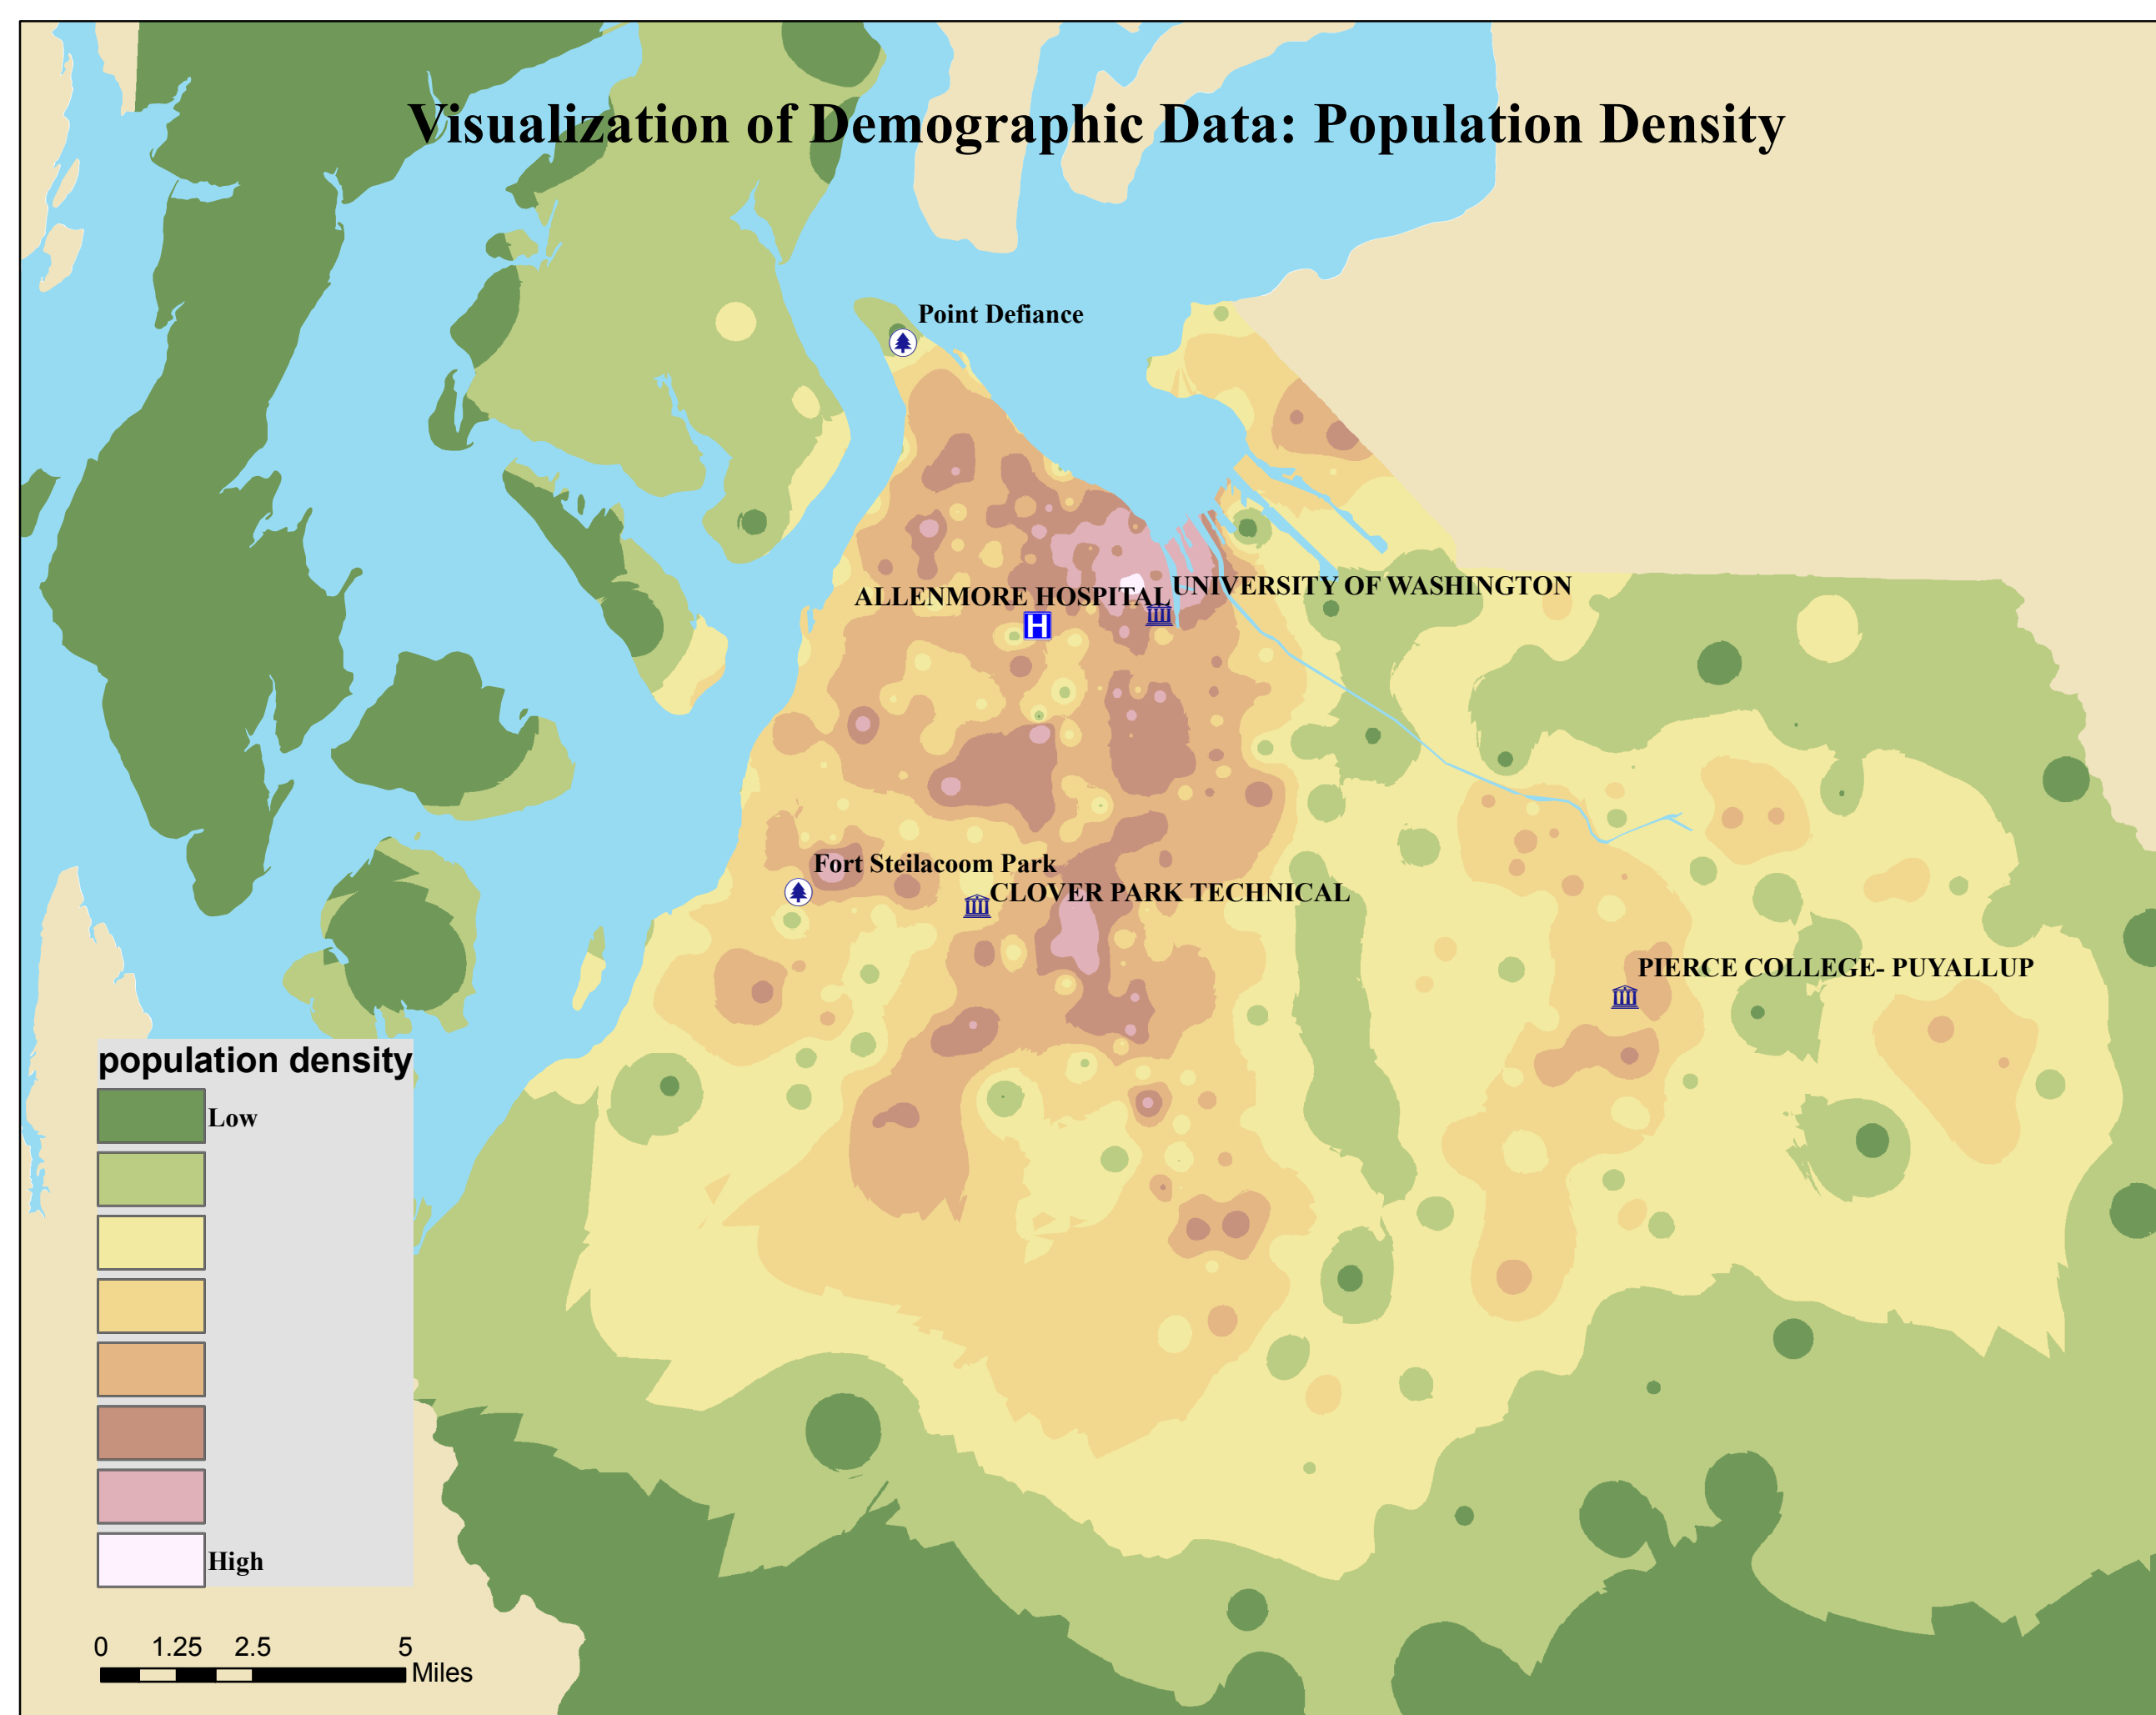 Visualization of Demographic Data: Population Density
Point Defiance
UNIVERSITY OF WASHINGTON
ALLENMORE HOSPITAL
H
Fort Steilacoom Park
CLOVER PARK TECHNICAL
PIERCE COLLEGE- PUYALLUP
population density
Low
High
0 1.25 2.5 5
Miles